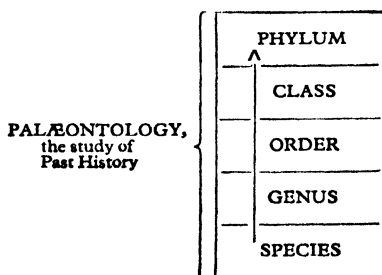 PHYLUM
CLASS
PALÆONTOLOGY,
the study of
Past History
ORDER
GENUS
SPECIES